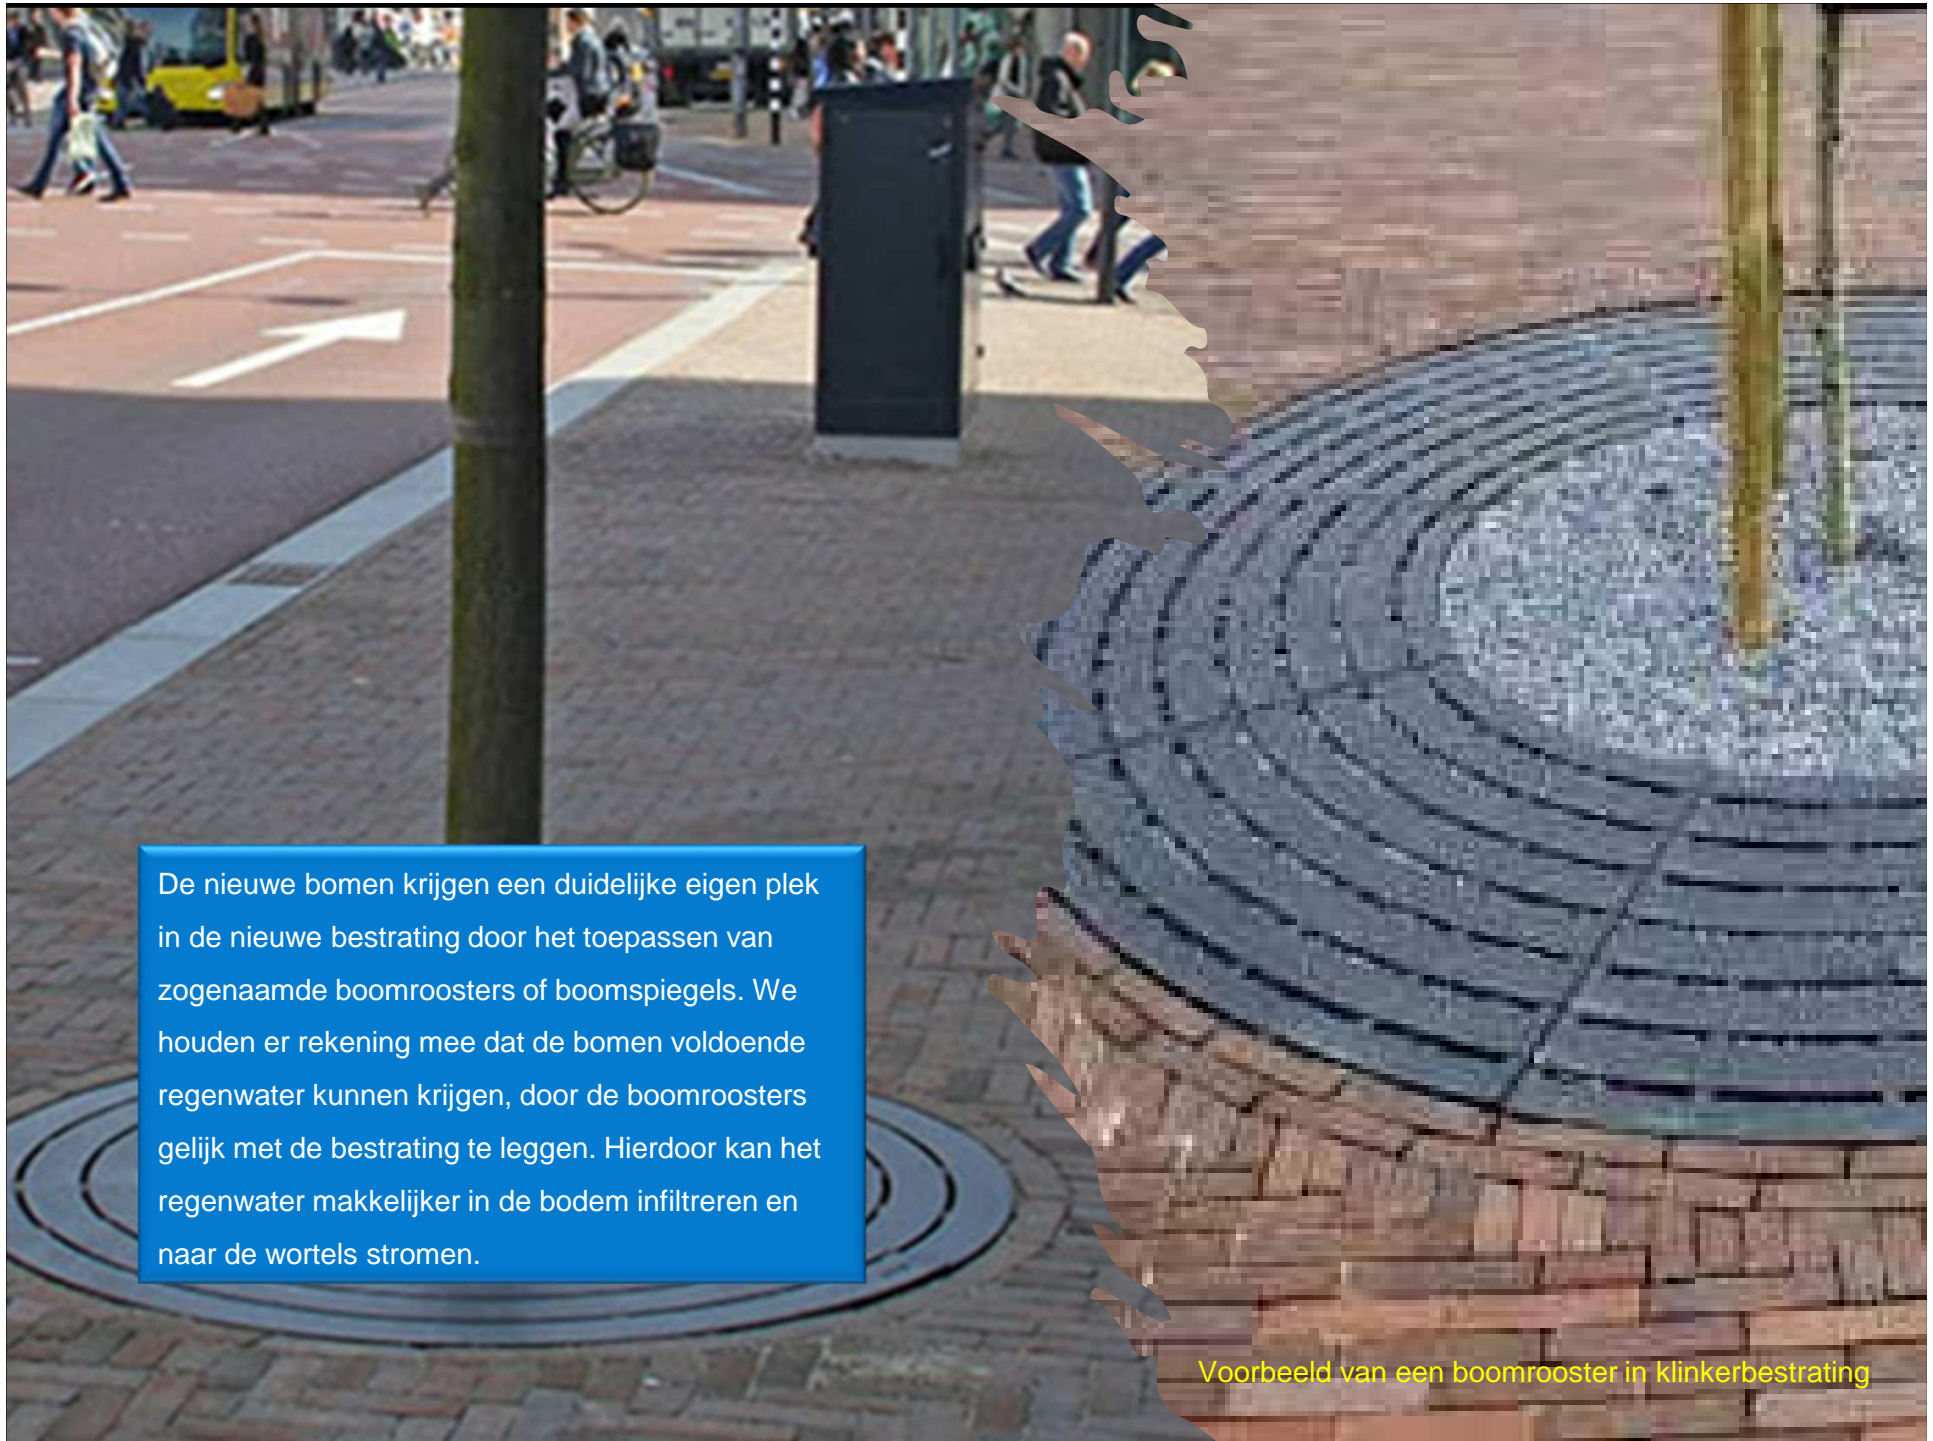 De nieuwe bomen krijgen een duidelijke eigen plek
in de nieuwe bestrating door het toepassen van
zogenaamde boomroosters of boomspiegels. We
houden er rekening mee dat de bomen voldoende
regenwater kunnen krijgen, door de boomroosters
gelijk met de bestrating te leggen. Hierdoor kan het
regenwater makkelijker in de bodem infiltreren en
naar de wortels stromen.
Voorbeeld van een boomrooster in klinkerbestrating